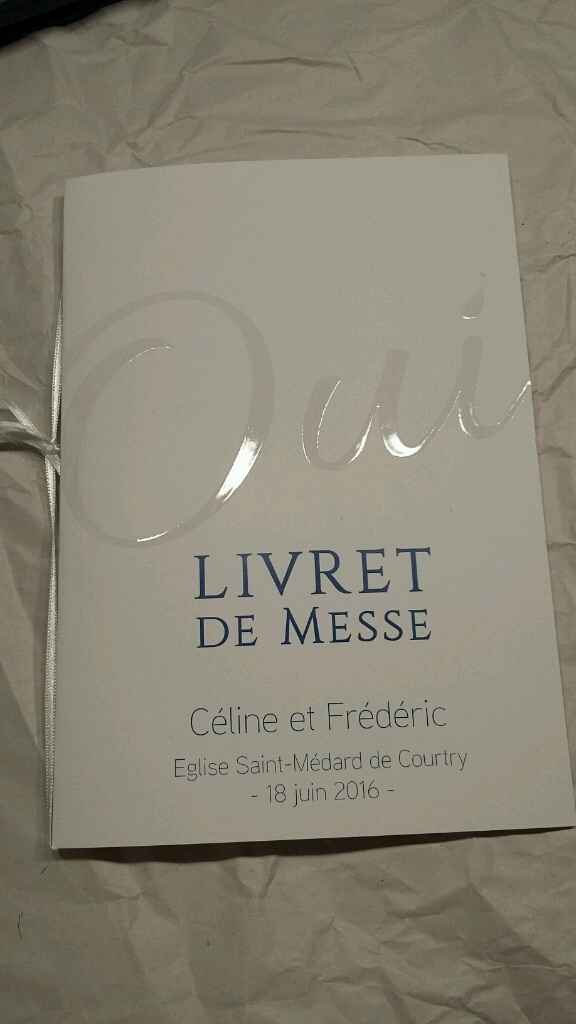 Oui
LIVRET
DE MESSE
Céline et Frédéric
Eglise Saint-Médard de Courtry
- 18 juin 2016 -